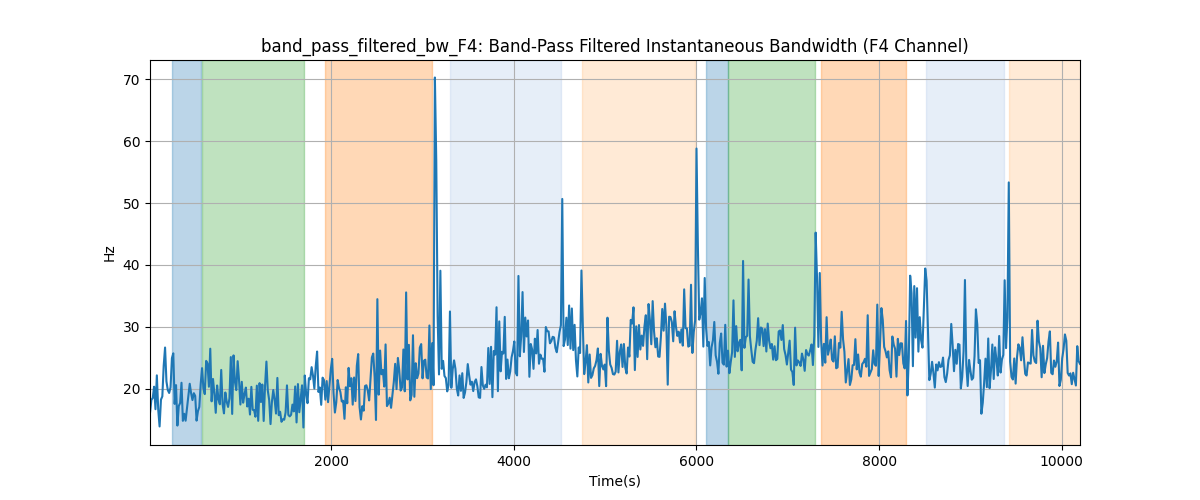 band_pass_filtered_bw_F4: Band-Pass Filtered Instantaneous Bandwidth (F4 Channel)
70
60
50
40
30
20
Hz
2000 4000 6000 8000 10000
Time(s)